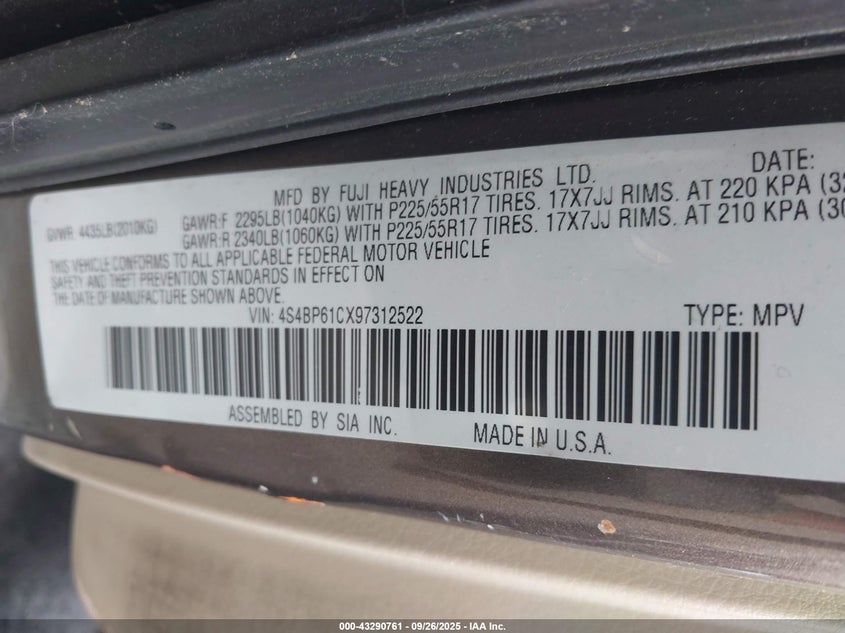 MFD BY FUJI HEAVY INDUSTRIES LTD. DATE:
GVWR: 4435LB(2010KG) GAWR:F 2295LB(1040KG) WITH P225/55R17 TIRES. 17X7JJ RIMS. AT 220 KPA (32
GAWR:R 2340LB(1060KG) WITH P225/55R17 TIRES. 17X7JJ RIMS. AT 210 KPA (30
THIS VEHICLE CONFORMS TO ALL APPLICABLE FEDERAL MOTOR VEHICLE
SAFETY AND THEFT PREVENTION STANDARDS IN EFFECT ON
THE DATE OF MANUFACTURE SHOWN ABOVE.
VIN: 4S4BP61CX97312522 TYPE: MPV
ASSEMBLED BY SIA INC. MADE IN U.S.A.
000-43290761 - 09/26/2025 - IAA Inc.